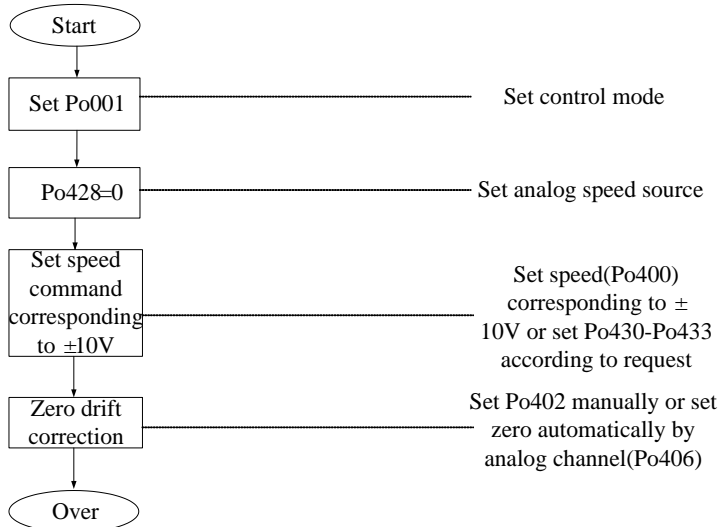 Start
Set Po001
Set control mode
Po428=0
Set analog speed source
Set speed
command
corresponding
to ±10V
Set speed(Po400)
corresponding to ±
10V or set Po430-Po433
according to request
Zero drift
correction
Set Po402 manually or set
zero automatically by
analog channel(Po406)
Over